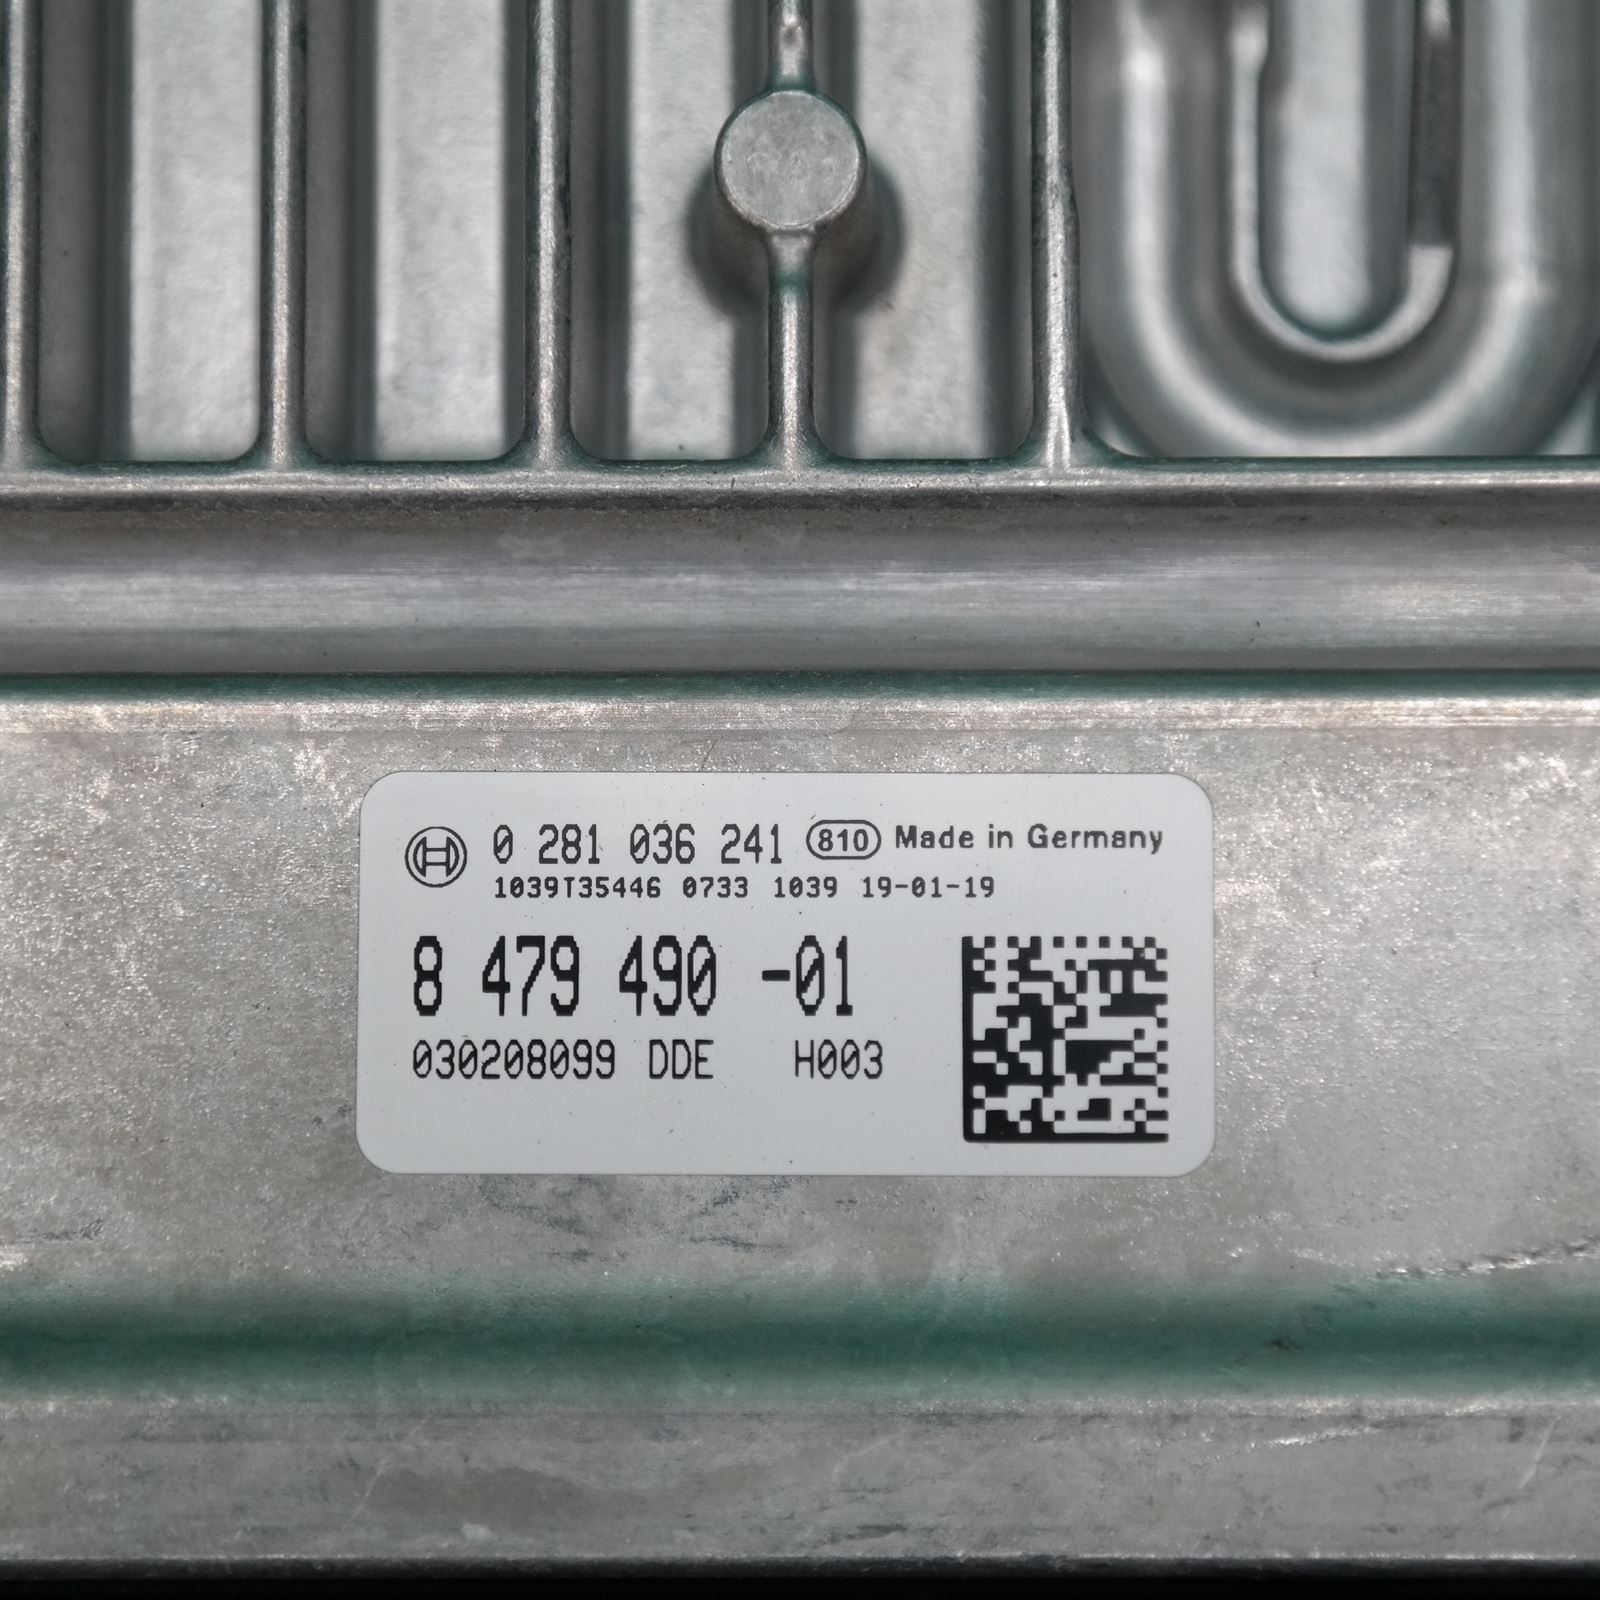 0 281 036 241 810 Made in Germany
1039T35446 0733 1039 19-01-19
8 479 490 -01
030208099 DDE H003